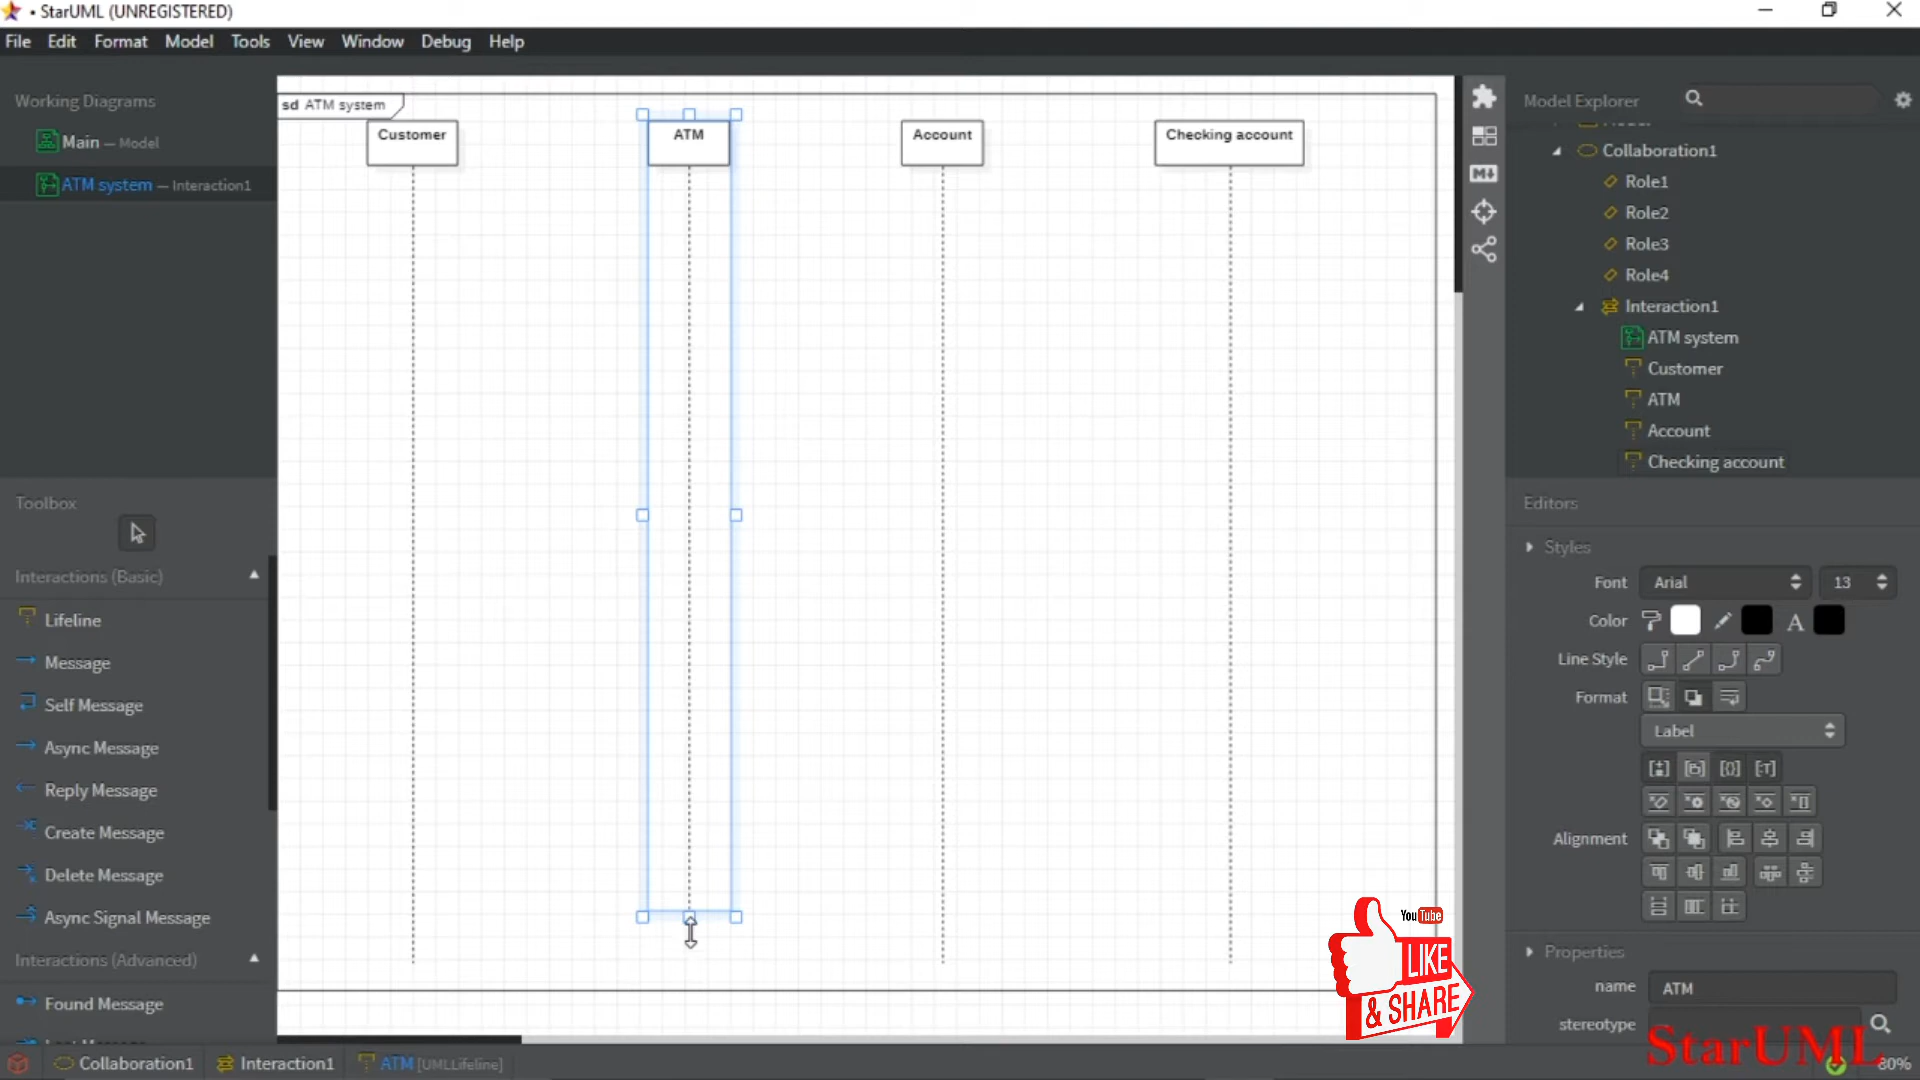 • StarUML (UNREGISTERED)
File Edit Format Model Tools View Window Debug Help
Working Diagrams
Main — Model
ATM system — Interaction1
Toolbox
Interactions (Basic)
Lifeline
Message
Self Message
Async Message
Reply Message
Create Message
Delete Message
Async Signal Message
Interactions (Advanced)
Found Message
sd ATM system
Customer
ATM
Account
Checking account
M
Model Explorer
Collaboration1
Role1
Role2
Role3
Role4
Interaction1
ATM system
Customer
ATM
Account
Checking account
Editors
Styles
Font Arial 13
Color A
Line Style
Format
Label
Alignment
Properties
name ATM
stereotype
YouTube
LIKE
& SHARE
StarUML
Collaboration1 Interaction1 ATM [UMLLifeline] 80%